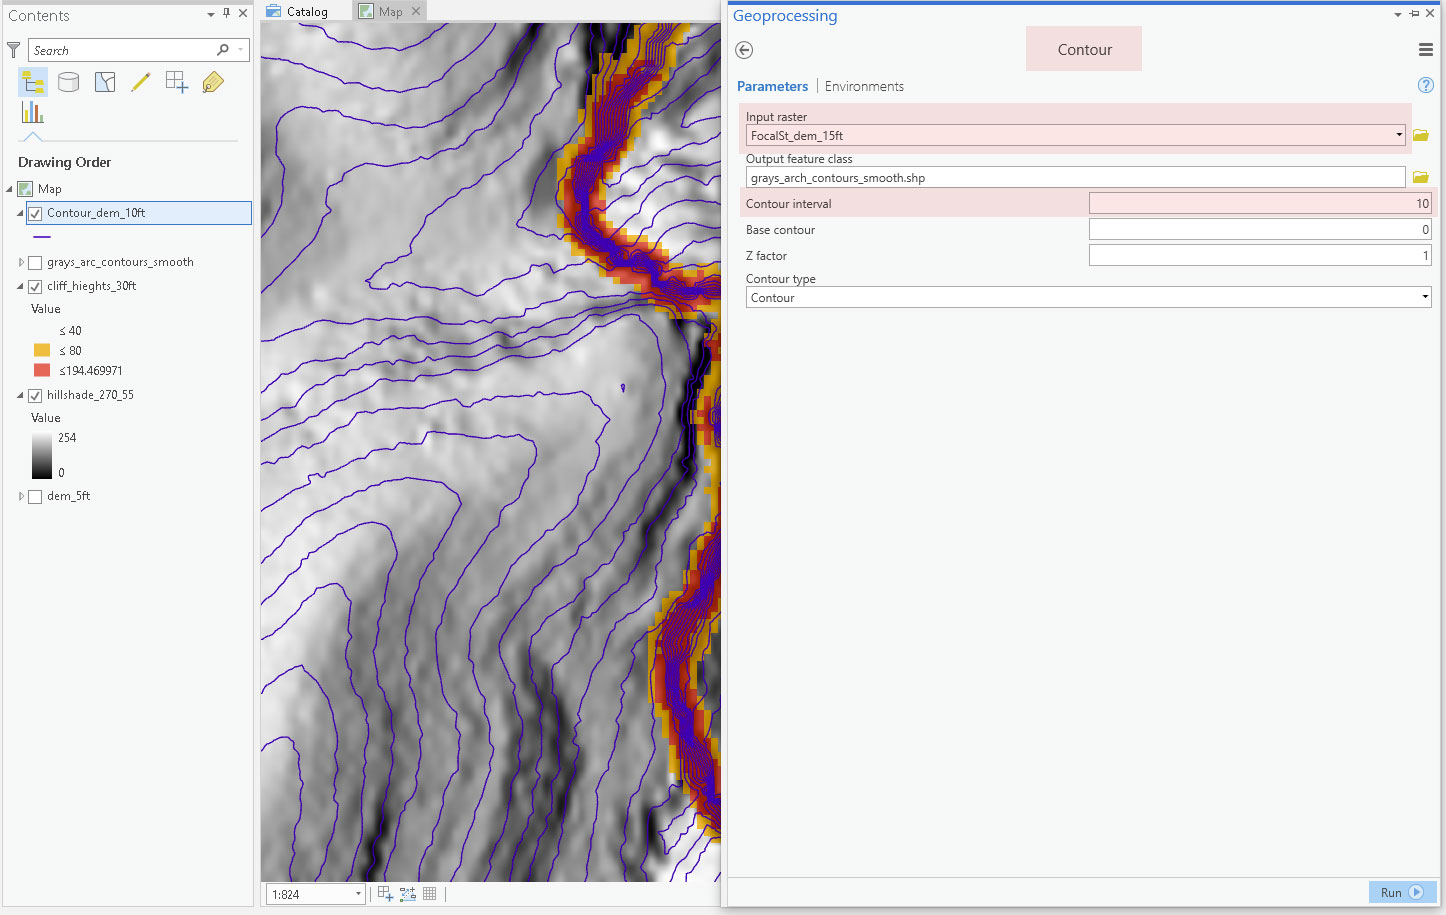 Contents
Search
Drawing Order
Map
Contour_dem_10ft
grays_arc_contours_smooth
cliff_hieghts_30ft
Value
≤ 40
≤ 80
≤194.469971
hillshade_270_55
Value
254
0
dem_5ft
Catalog
Map
1:824
Geoprocessing
Contour
Parameters
Environments
?
Input raster
FocalSt_dem_15ft
Output feature class
grays_arch_contours_smooth.shp
Contour interval 10
Base contour 0
Z factor 1
Contour type
Contour
Run